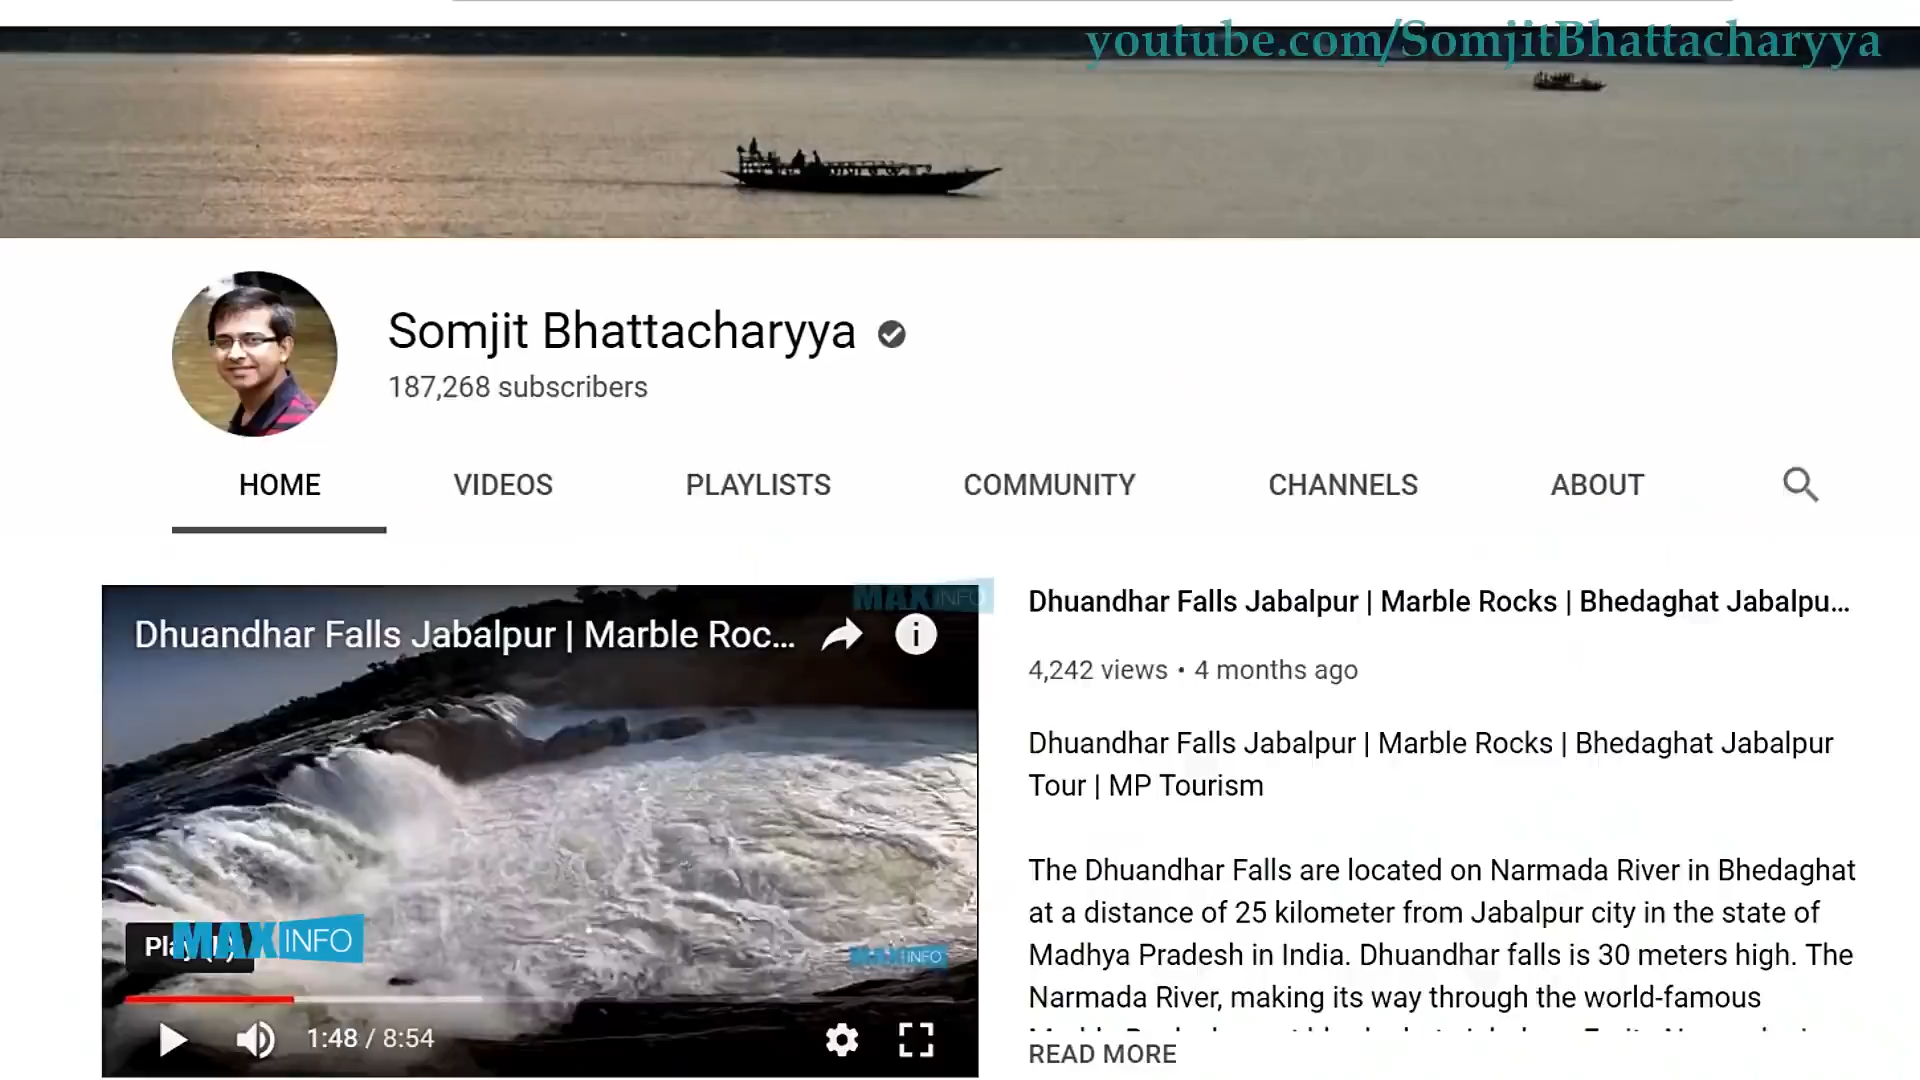 youtube.com/SomjitBhattacharyya
Somjit Bhattacharyya
187,268 subscribers
HOME VIDEOS PLAYLISTS COMMUNITY CHANNELS ABOUT
MAXINFO
Dhuandhar Falls Jabalpur | Marble Roc...
MAXINFO
MAXINFO
1:48 / 8:54
Dhuandhar Falls Jabalpur | Marble Rocks | Bhedaghat Jabalpu...
4,242 views • 4 months ago
Dhuandhar Falls Jabalpur | Marble Rocks | Bhedaghat Jabalpur
Tour | MP Tourism
The Dhuandhar Falls are located on Narmada River in Bhedaghat
at a distance of 25 kilometer from Jabalpur city in the state of
Madhya Pradesh in India. Dhuandhar falls is 30 meters high. The
Narmada River, making its way through the world-famous
READ MORE